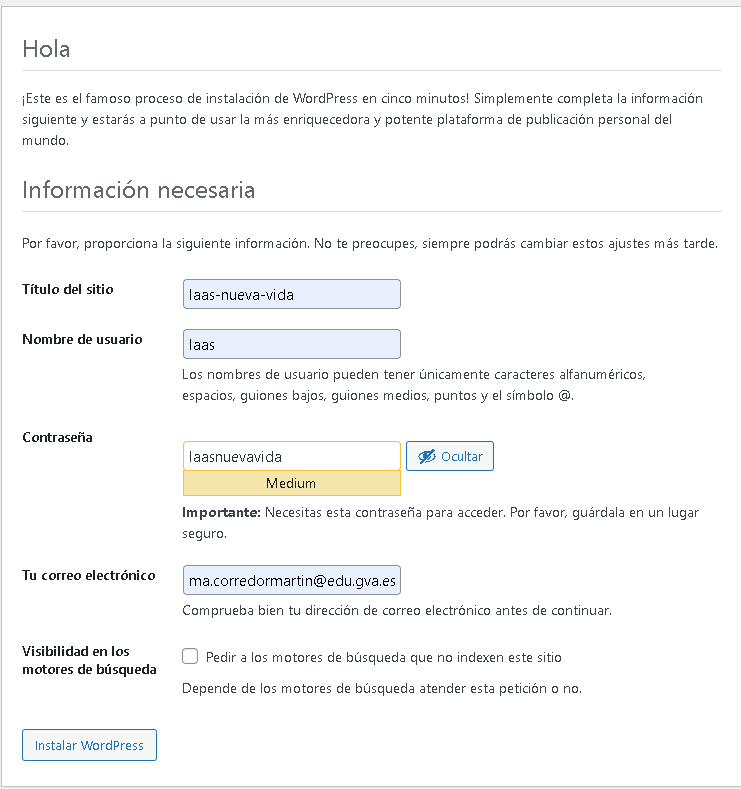 Hola
¡Este es el famoso proceso de instalación de WordPress en cinco minutos! Simplemente completa la información
siguiente y estarás a punto de usar la más enriquecedora y potente plataforma de publicación personal del
mundo.
Información necesaria
Por favor, proporciona la siguiente información. No te preocupes, siempre podrás cambiar estos ajustes más tarde.
Título del sitio
Iaas-nueva-vida
Nombre de usuario
Iaas
Los nombres de usuario pueden tener únicamente caracteres alfanuméricos,
espacios, guiones bajos, guiones medios, puntos y el símbolo @.
Contraseña
Iaasnuevavida
Ocultar
Medium
Importante: Necesitas esta contraseña para acceder. Por favor, guárdala en un lugar
seguro.
Tu correo electrónico
ma.corredormartin@edu.gva.es
Comprueba bien tu dirección de correo electrónico antes de continuar.
Visibilidad en los
motores de búsqueda
Pedir a los motores de búsqueda que no indexen este sitio
Depende de los motores de búsqueda atender esta petición o no.
Instalar WordPress